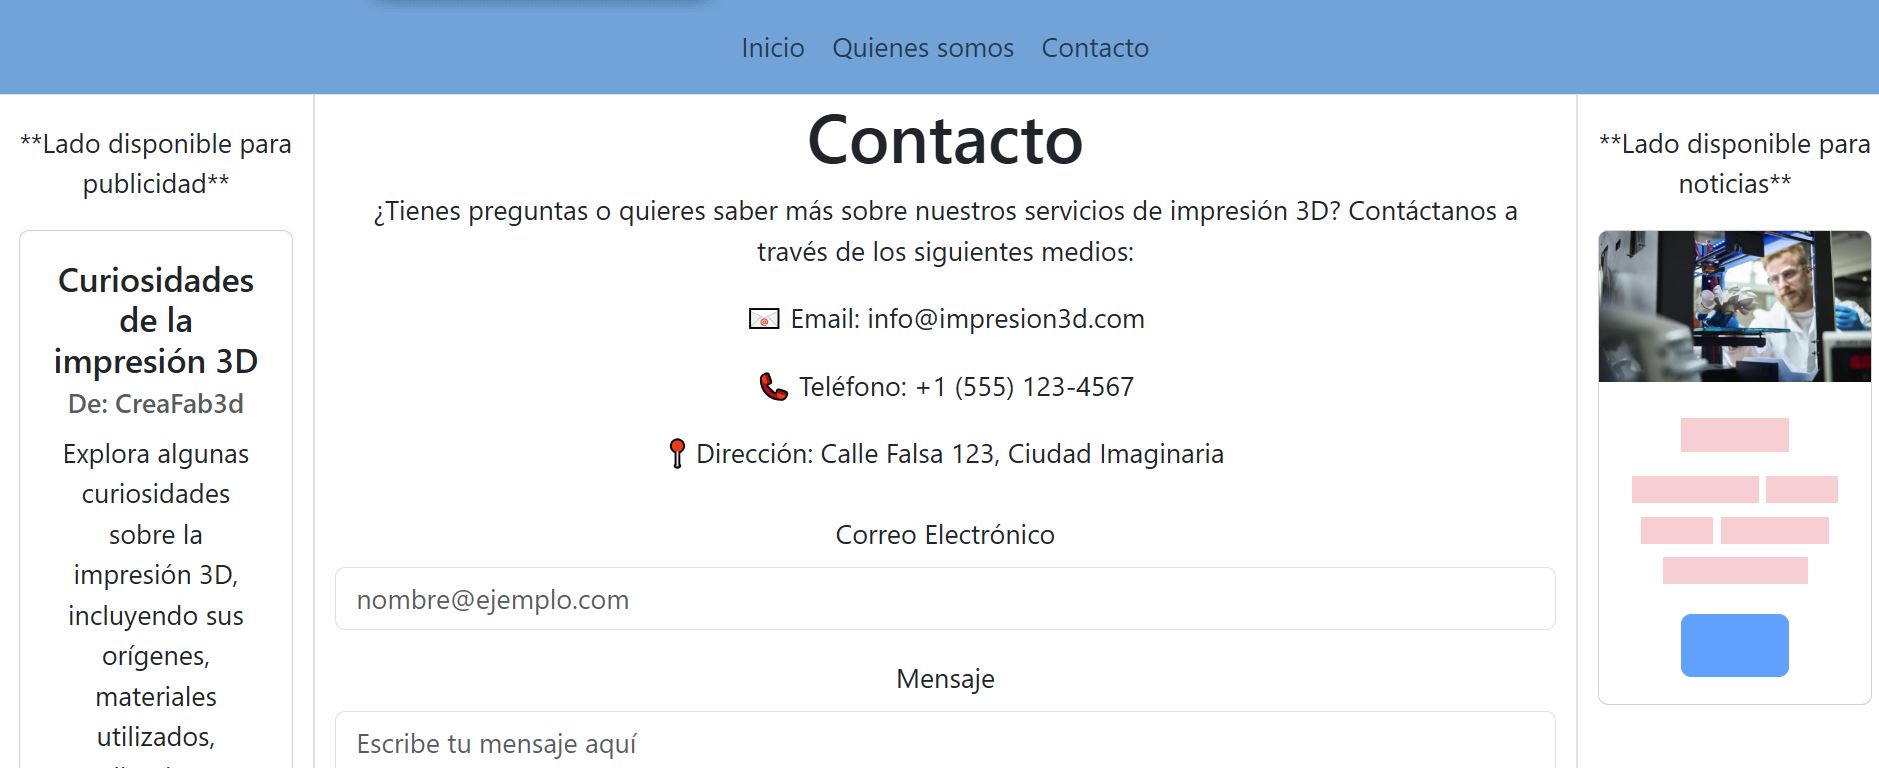 Inicio Quienes somos Contacto
**Lado disponible para
publicidad**
Curiosidades
de la
impresión 3D
De: CreaFab3d
Explora algunas
curiosidades
sobre la
impresión 3D,
incluyendo sus
orígenes,
materiales
utilizados,
Contacto
¿Tienes preguntas o quieres saber más sobre nuestros servicios de impresión 3D? Contáctanos a
través de los siguientes medios:
Email: info@impresion3d.com
Teléfono: +1 (555) 123-4567
Dirección: Calle Falsa 123, Ciudad Imaginaria
Correo Electrónico
nombre@ejemplo.com
Mensaje
Escribe tu mensaje aquí
**Lado disponible para
noticias**